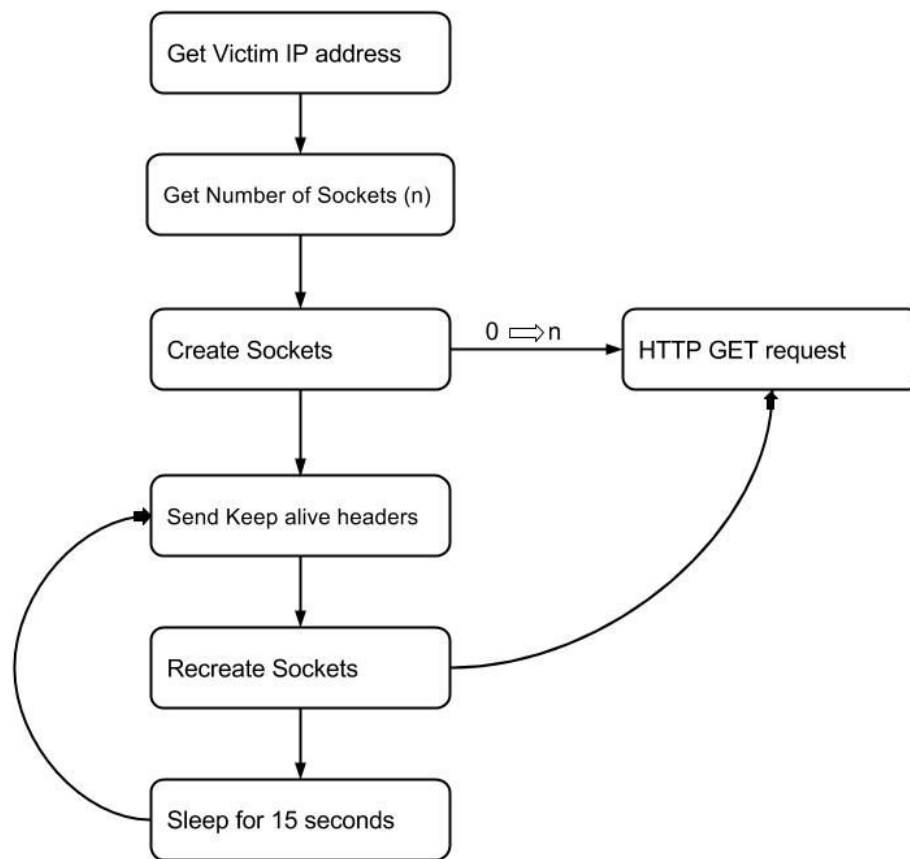 Get Victim IP address
Get Number of Sockets (n)
0 ⇨ n
Create Sockets
HTTP GET request
Send Keep alive headers
Recreate Sockets
Sleep for 15 seconds